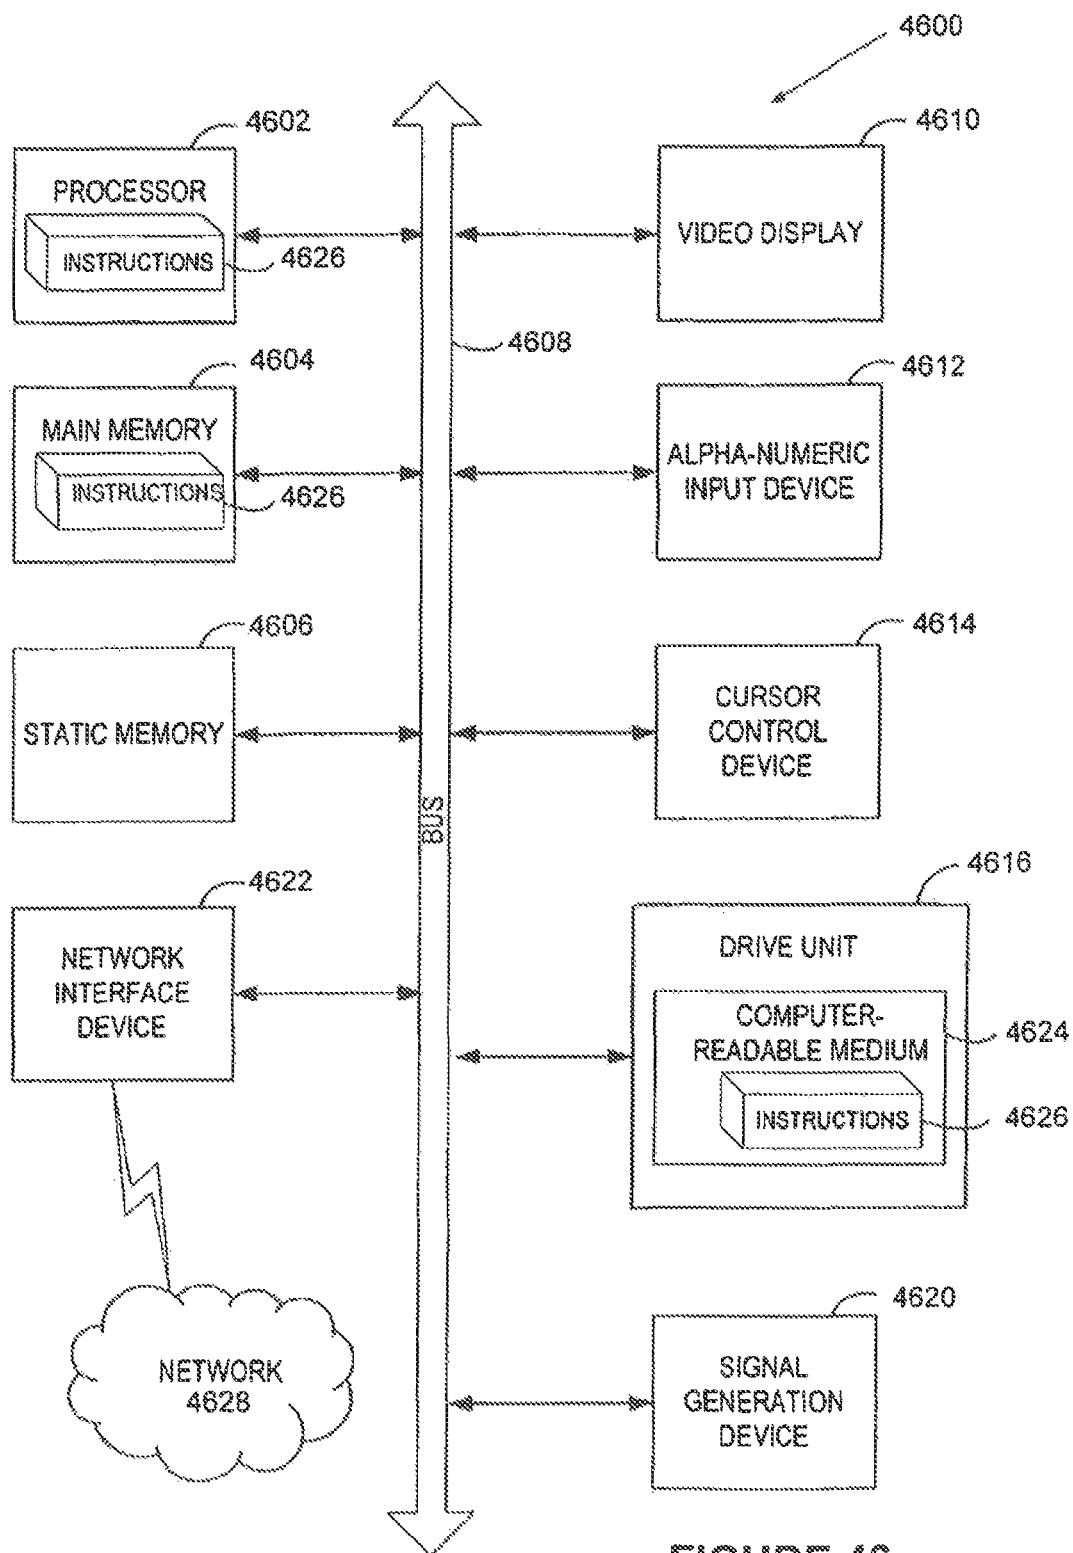 4600
4602
PROCESSOR
INSTRUCTIONS
4626
4610
VIDEO DISPLAY
4608
4604
MAIN MEMORY
INSTRUCTIONS
4626
4612
ALPHA-NUMERIC
INPUT DEVICE
4606
STATIC MEMORY
4614
CURSOR
CONTROL
DEVICE
BUS
4622
NETWORK
INTERFACE
DEVICE
4616
DRIVE UNIT
COMPUTER-
READABLE MEDIUM
4624
INSTRUCTIONS
4626
NETWORK
4628
4620
SIGNAL
GENERATION
DEVICE